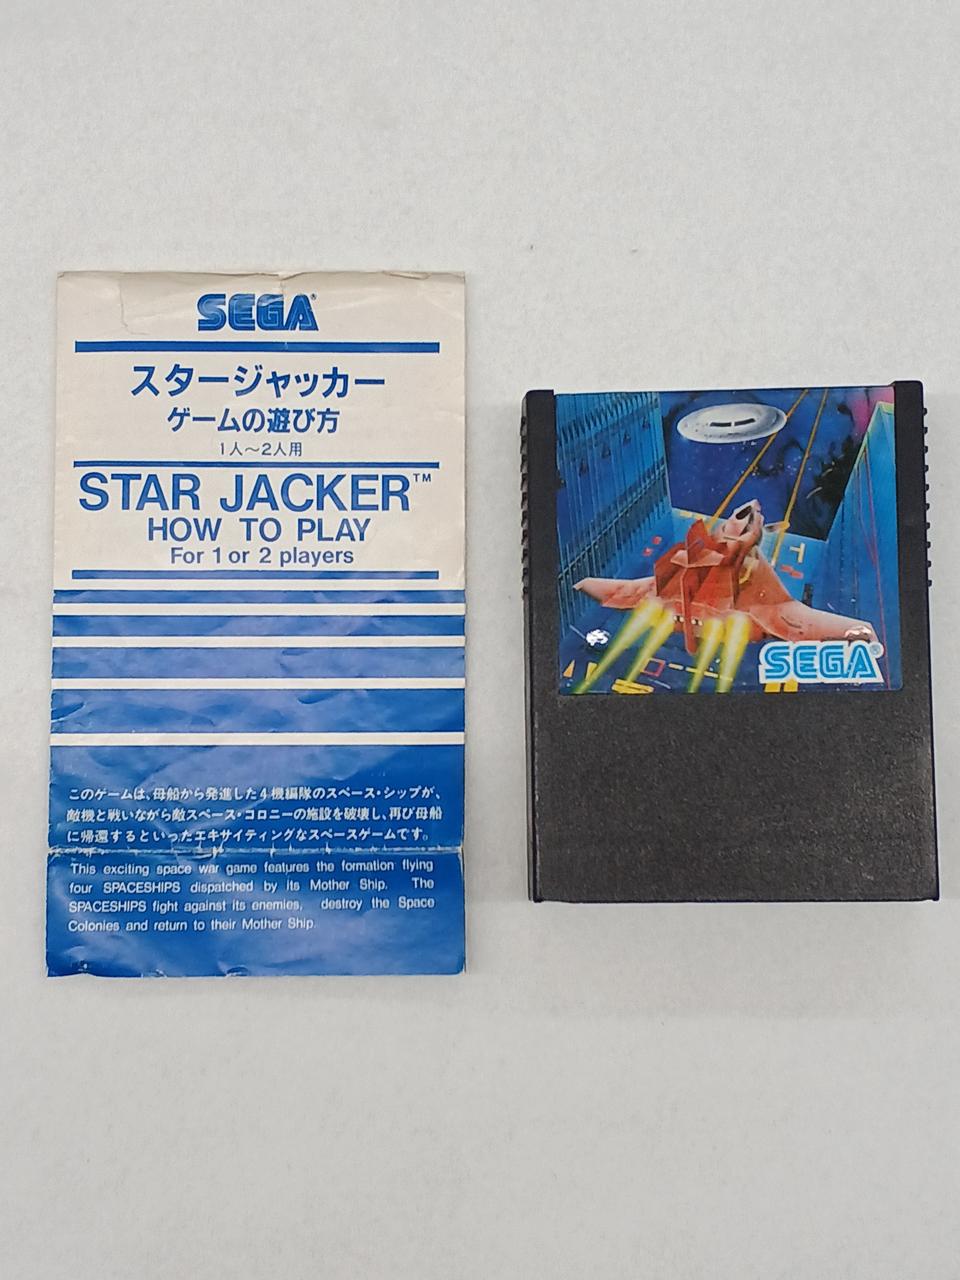 SEGA®
スタージャッカー
ゲームの遊び方
1人〜2人用
STAR JACKER™
HOW TO PLAY
For 1 or 2 players
このゲームは、母船から発進した4機編隊のスペース・シップが、
敵機と戦いながら敵スペース・コロニーの施設を破壊し、再び母船
に帰還するといったエキサイティングなスペースゲームです。
This exciting space war game features the formation flying
four SPACESHIPS dispatched by its Mother Ship. The
SPACESHIPS fight against its enemies, destroy the Space
Colonies and return to their Mother Ship.
SEGA®